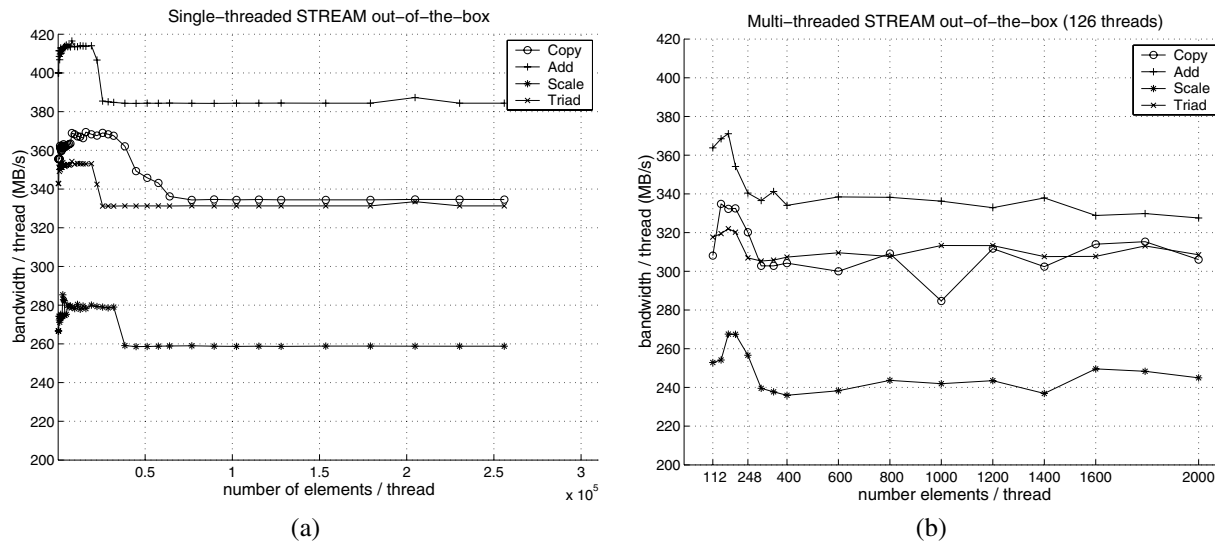 Single-threaded STREAM out-of-the-box
420
400
380
360
340
320
300
280
260
240
220
200
bandwidth / thread (MB/s)
Copy
Add
Scale
Triad
0.5 1 1.5 2 2.5 3
x 10^5
number of elements / thread
(a)
Multi-threaded STREAM out-of-the-box (126 threads)
420
400
380
360
340
320
300
280
260
240
220
200
bandwidth / thread (MB/s)
Copy
Add
Scale
Triad
112 248 400 600 800 1000 1200 1400 1600 2000
number elements / thread
(b)